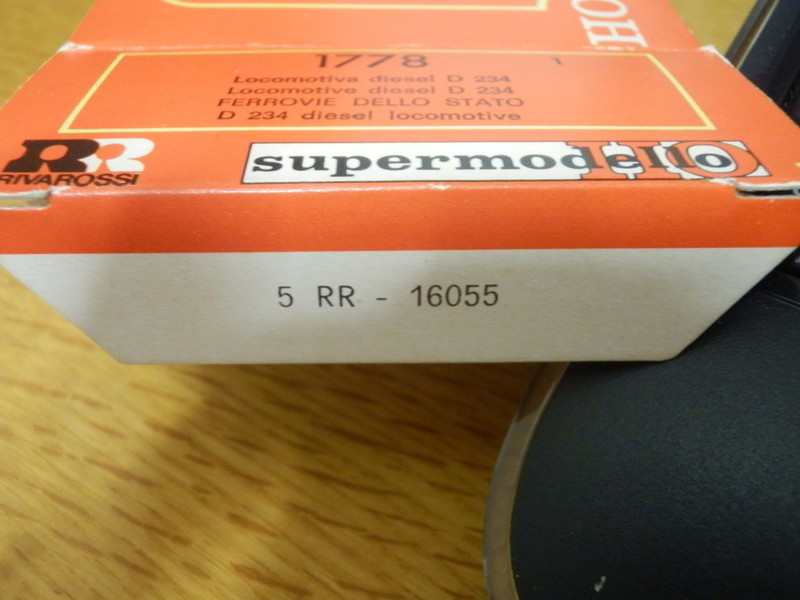 HO
1778 1
Locomotiva diesel D 234
Locomotive diesel D 234
FERROVIE DELLO STATO
D 234 diesel locomotive
RR
RIVAROSSI
supermodello
5 RR - 16055